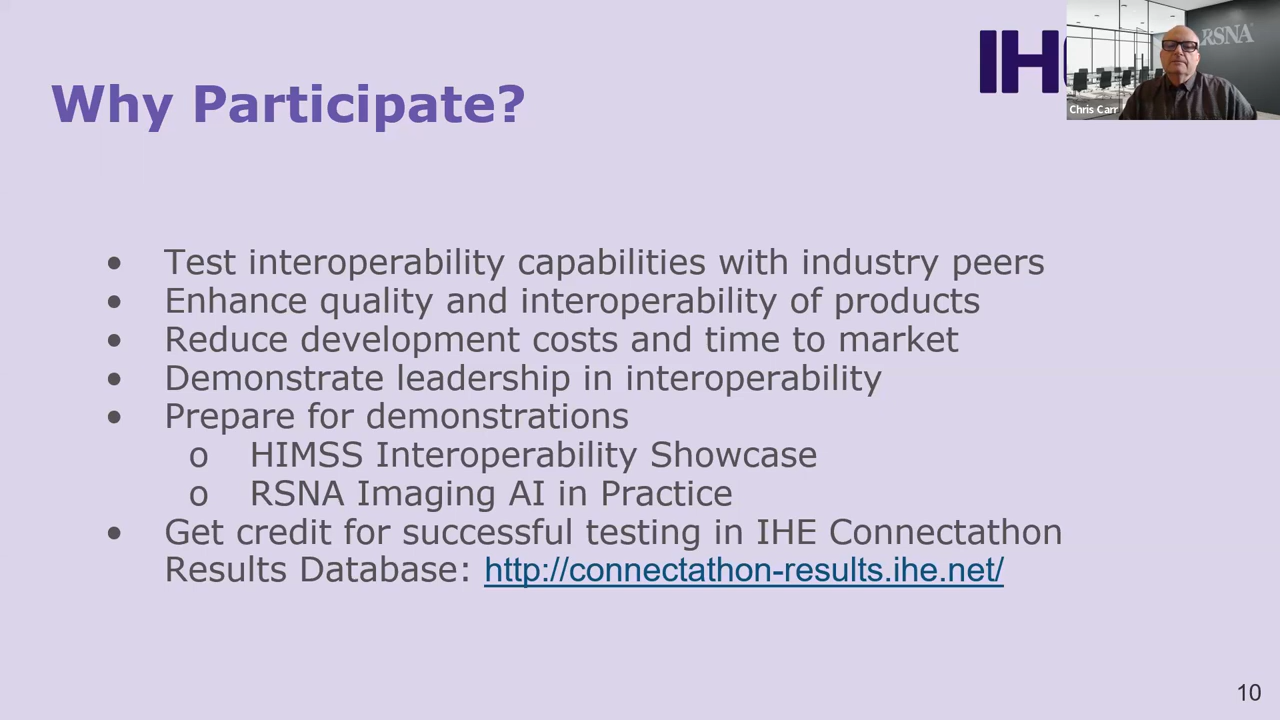 IH
RSNA
Chris Carr
Why Participate?
• Test interoperability capabilities with industry peers
• Enhance quality and interoperability of products
• Reduce development costs and time to market
• Demonstrate leadership in interoperability
• Prepare for demonstrations
o HIMSS Interoperability Showcase
o RSNA Imaging AI in Practice
• Get credit for successful testing in IHE Connectathon
Results Database: http://connectathon-results.ihe.net/
10